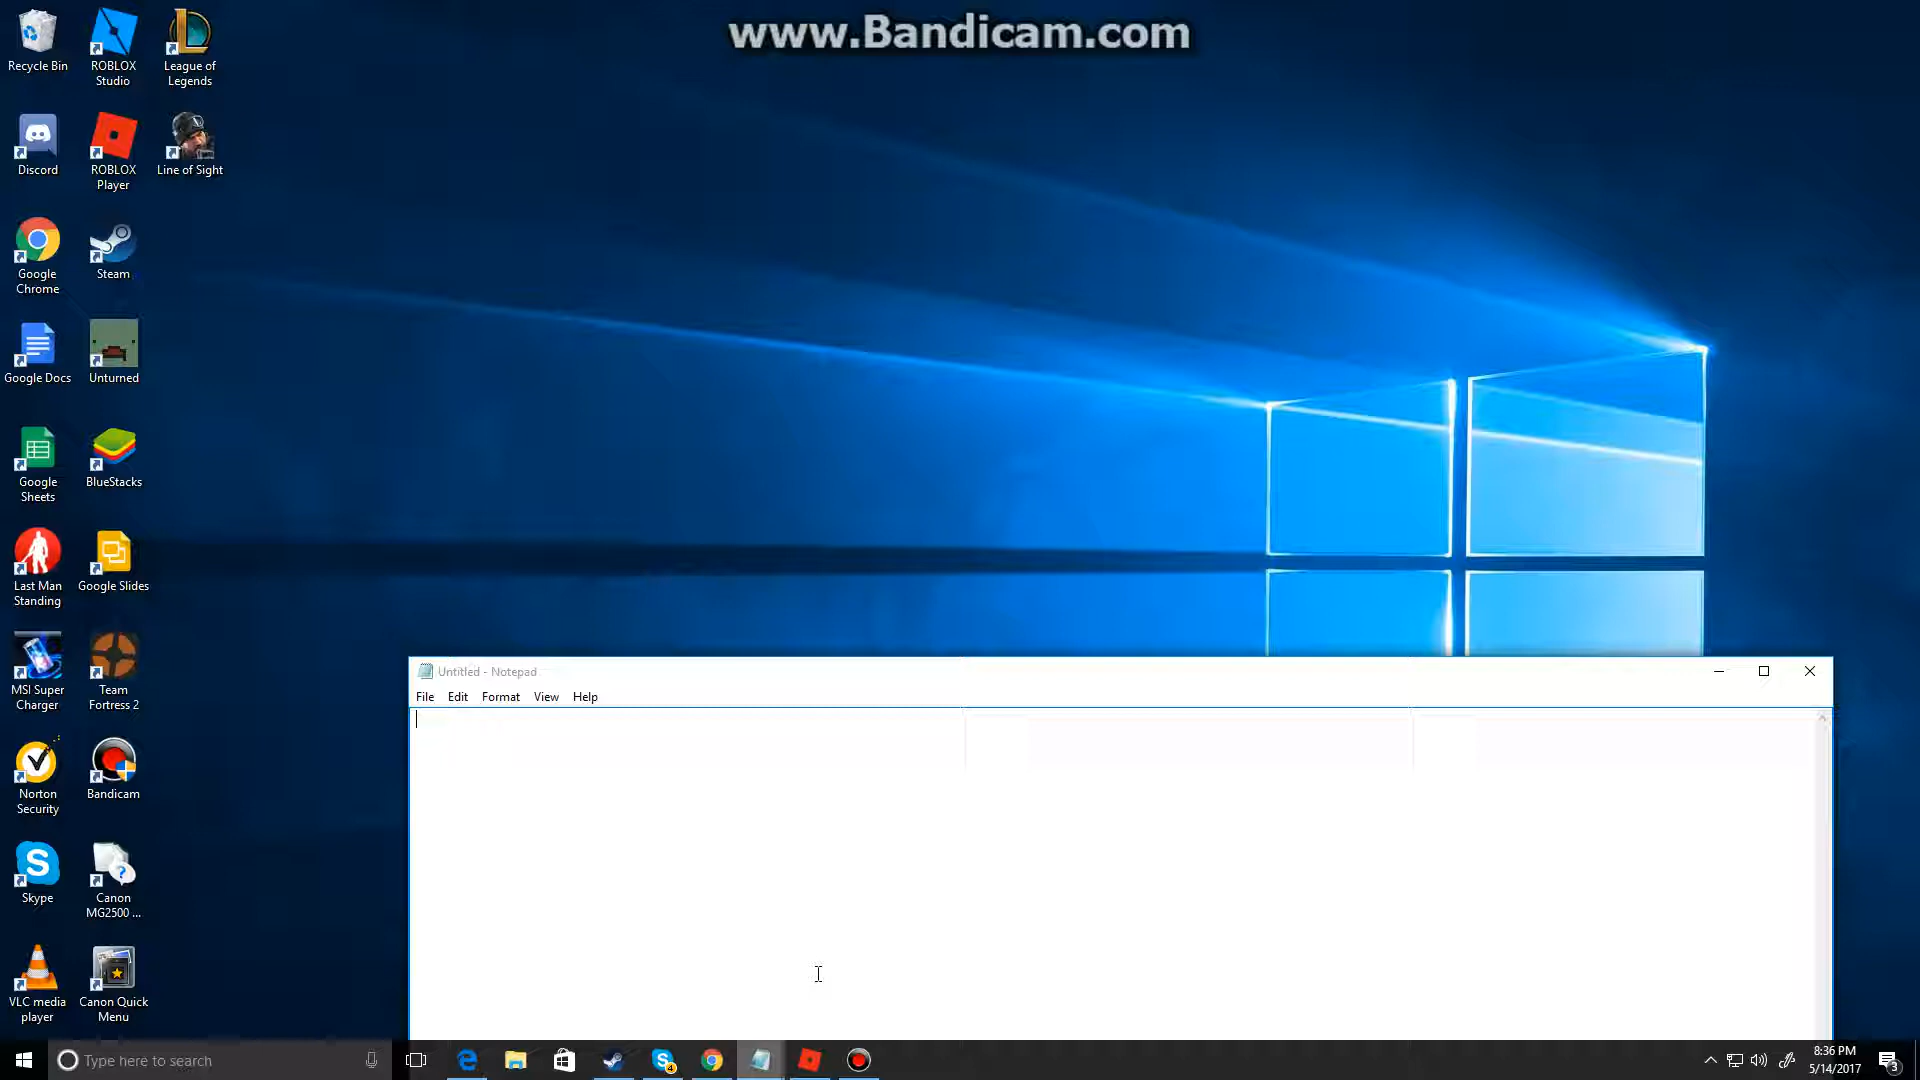 www.Bandicam.com
Recycle Bin
ROBLOX
Studio
League of
Legends
Discord
ROBLOX
Player
Line of Sight
Google
Chrome
Steam
Google Docs
Unturned
Google
Sheets
BlueStacks
Last Man
Standing
Google Slides
MSI Super
Charger
Team
Fortress 2
Norton
Security
Bandicam
Skype
Canon
MG2500 ...
VLC media
player
Canon Quick
Menu
Untitled - Notepad
File Edit Format View Help
Type here to search
4
8:36 PM
5/14/2017
3